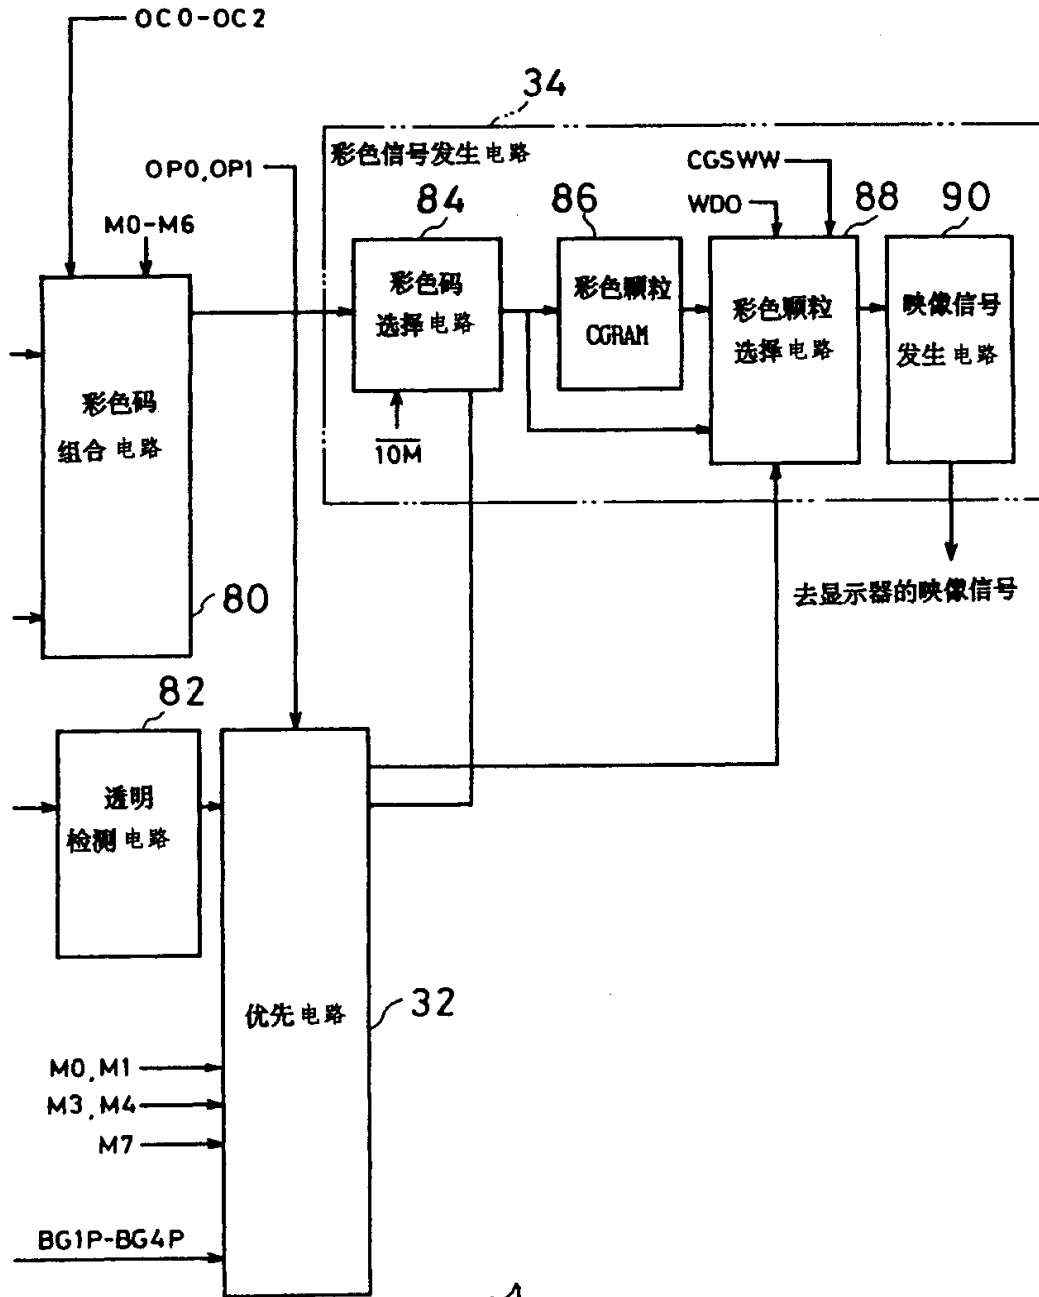 OC0-OC2
34
彩色信号发生电路
OP0,OP1
CGSWW
84
86
WD0
88
90
M0-M6
彩色码
选择电路
彩色颗粒
CGRAM
彩色颗粒
选择电路
映像信号
发生电路
彩色码
组合电路
10M
80
去显示器的映像信号
82
透明
检测电路
优先电路
32
M0,M1
M3,M4
M7
BG1P-BG4P